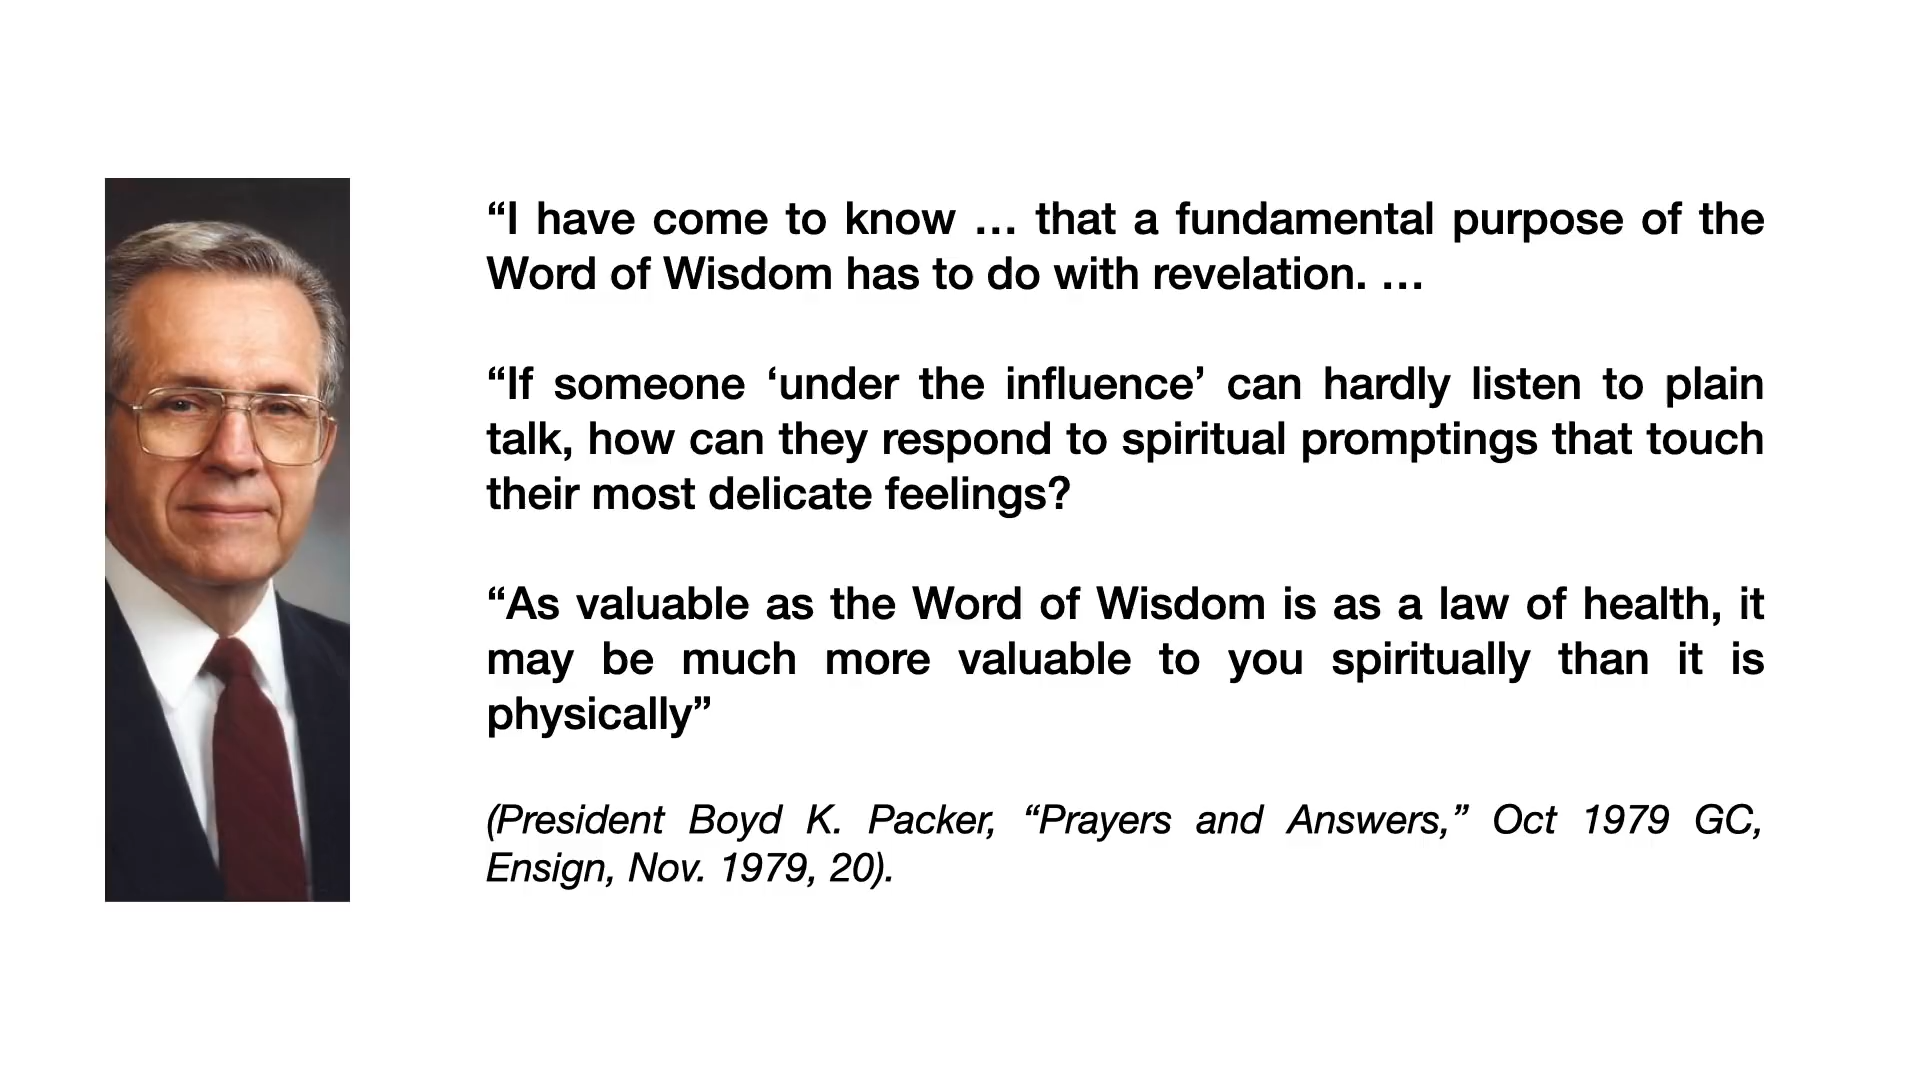 “I have come to know … that a fundamental purpose of the
Word of Wisdom has to do with revelation. …
“If someone ‘under the influence’ can hardly listen to plain
talk, how can they respond to spiritual promptings that touch
their most delicate feelings?
“As valuable as the Word of Wisdom is as a law of health, it
may be much more valuable to you spiritually than it is
physically”
(President Boyd K. Packer, “Prayers and Answers,” Oct 1979 GC,
Ensign, Nov. 1979, 20).